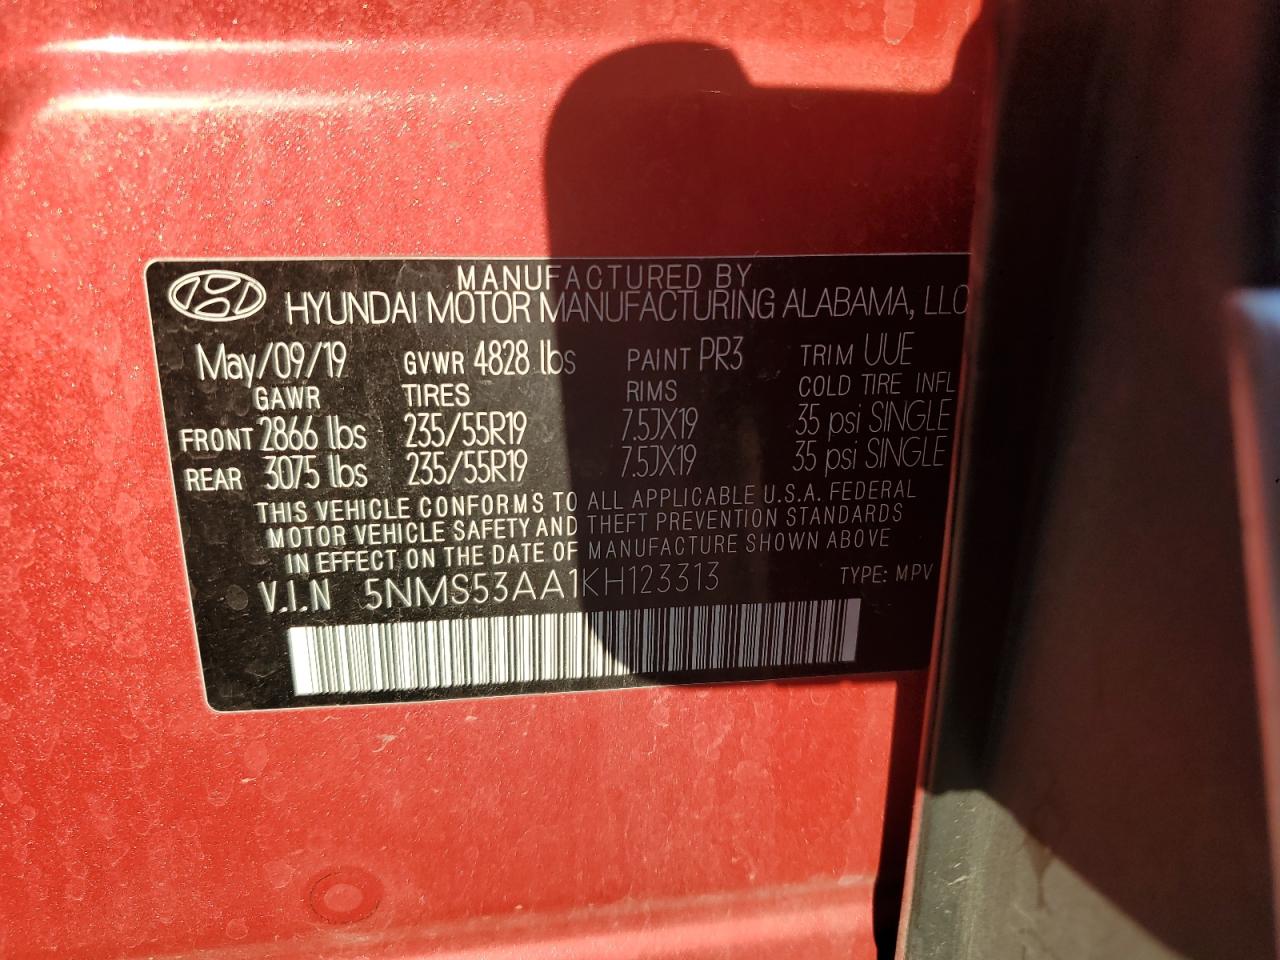 MANUFACTURED BY
HYUNDAI MOTOR MANUFACTURING ALABAMA, LLC
May/09/19 GVWR 4828 lbs PAINT PR3 TRIM UUE
GAWR TIRES RIMS COLD TIRE INFL
FRONT 2866 lbs 235/55R19 7.5JX19 35 psi SINGLE
REAR 3075 lbs 235/55R19 7.5JX19 35 psi SINGLE
THIS VEHICLE CONFORMS TO ALL APPLICABLE U.S.A. FEDERAL
MOTOR VEHICLE SAFETY AND THEFT PREVENTION STANDARDS
IN EFFECT ON THE DATE OF MANUFACTURE SHOWN ABOVE
V.I.N 5NMS53AA1KH123313 TYPE: MPV